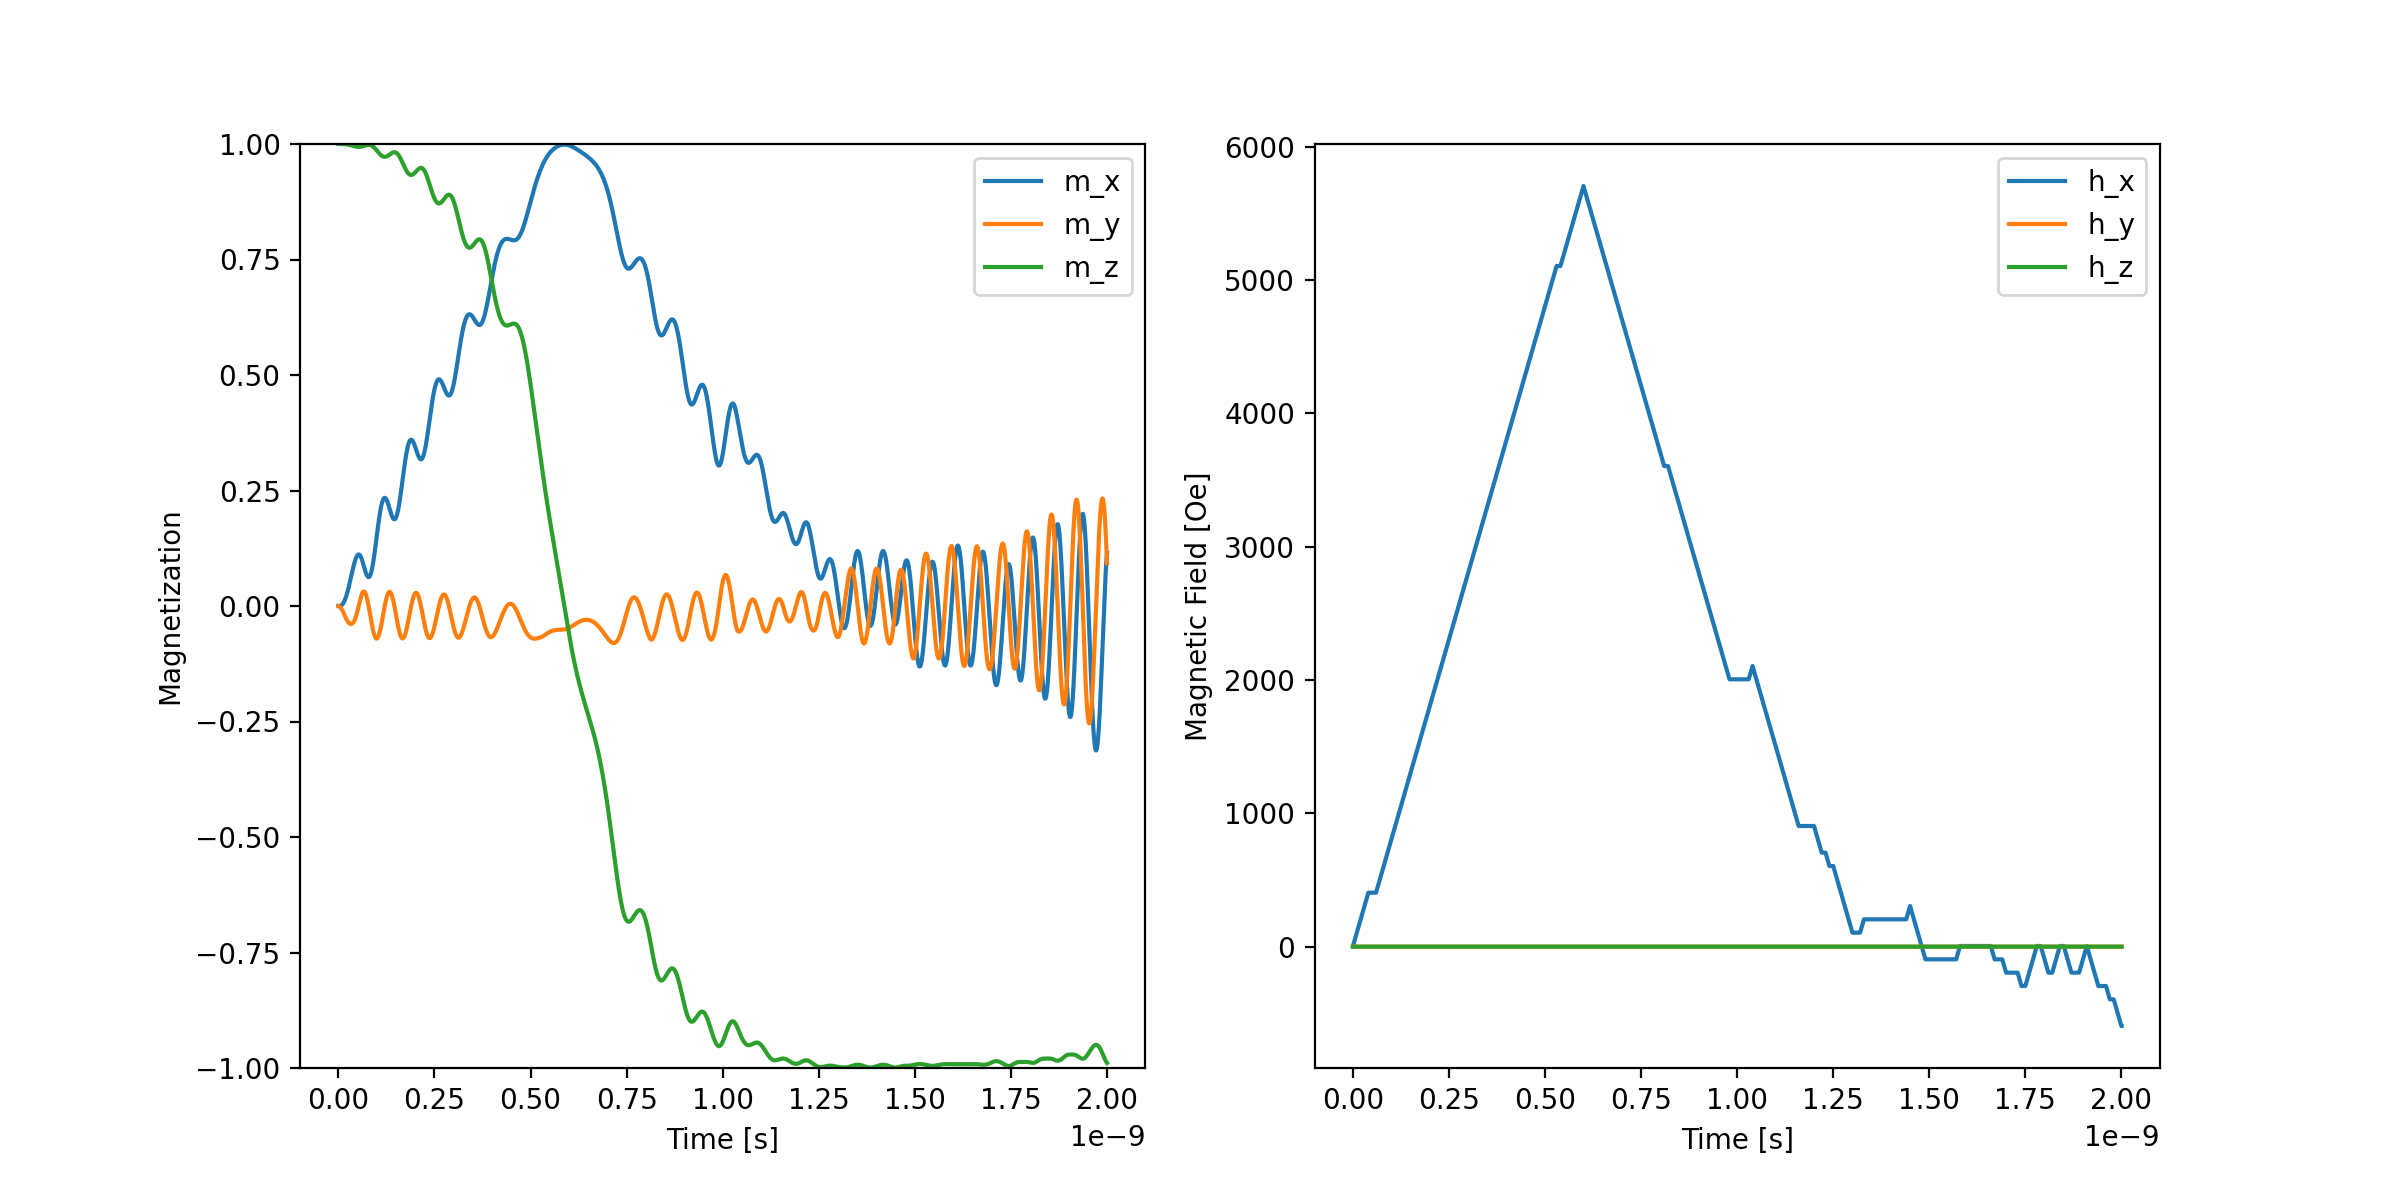 Magnetization
1.00
0.75
0.50
0.25
0.00
−0.25
−0.50
−0.75
−1.00
m_x
m_y
m_z
0.00 0.25 0.50 0.75 1.00 1.25 1.50 1.75 2.00
Time [s]
1e−9
Magnetic Field [Oe]
6000
5000
4000
3000
2000
1000
0
h_x
h_y
h_z
0.00 0.25 0.50 0.75 1.00 1.25 1.50 1.75 2.00
Time [s]
1e−9